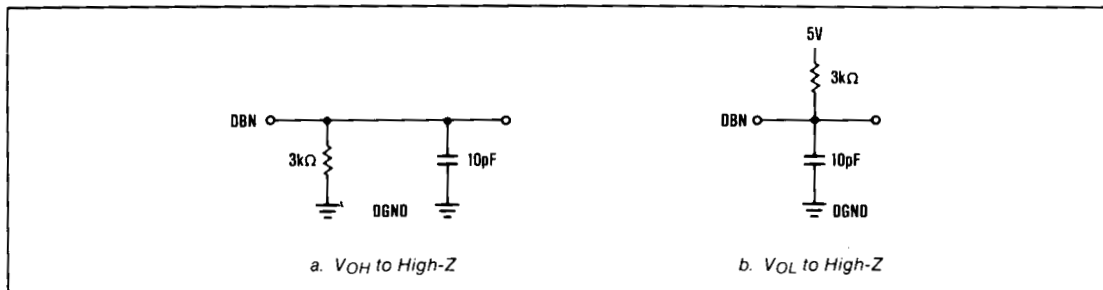 5V
3kΩ
DBN
DBN
3kΩ
10pF
10pF
DGND
DGND
a. VOH to High-Z
b. VOL to High-Z